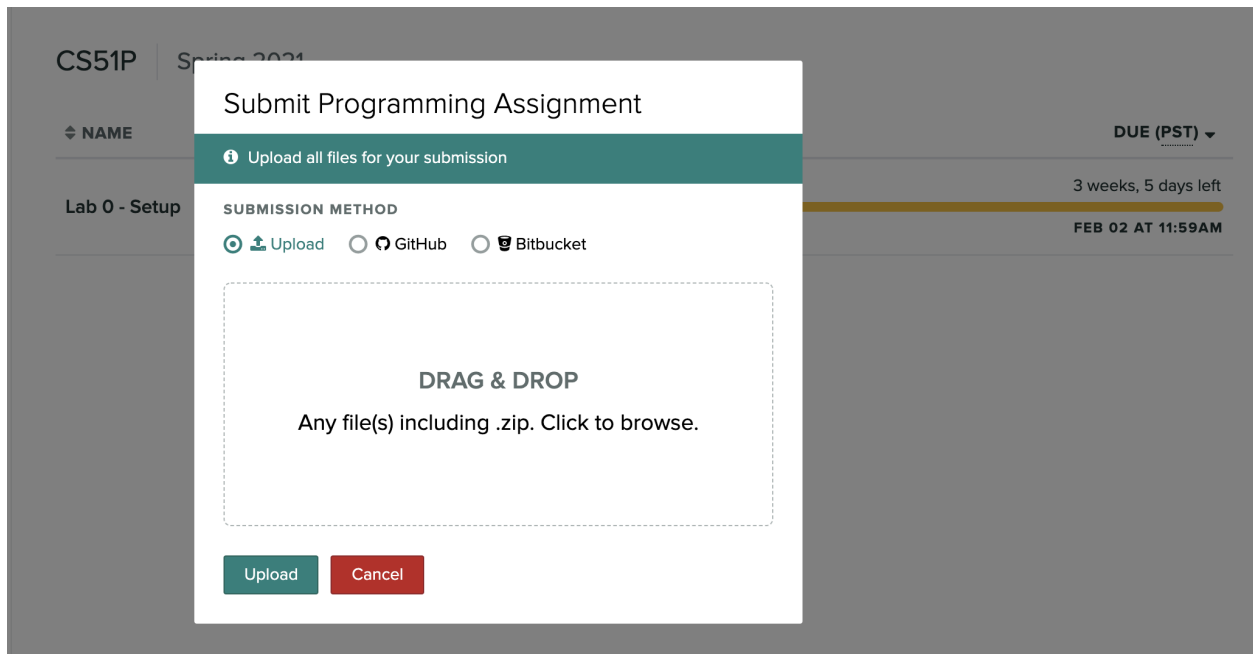 CS51P
Spring 2021
Submit Programming Assignment
NAME
DUE (PST)
Upload all files for your submission
3 weeks, 5 days left
Lab 0 - Setup
SUBMISSION METHOD
FEB 02 AT 11:59AM
Upload GitHub Bitbucket
DRAG & DROP
Any file(s) including .zip. Click to browse.
Upload Cancel